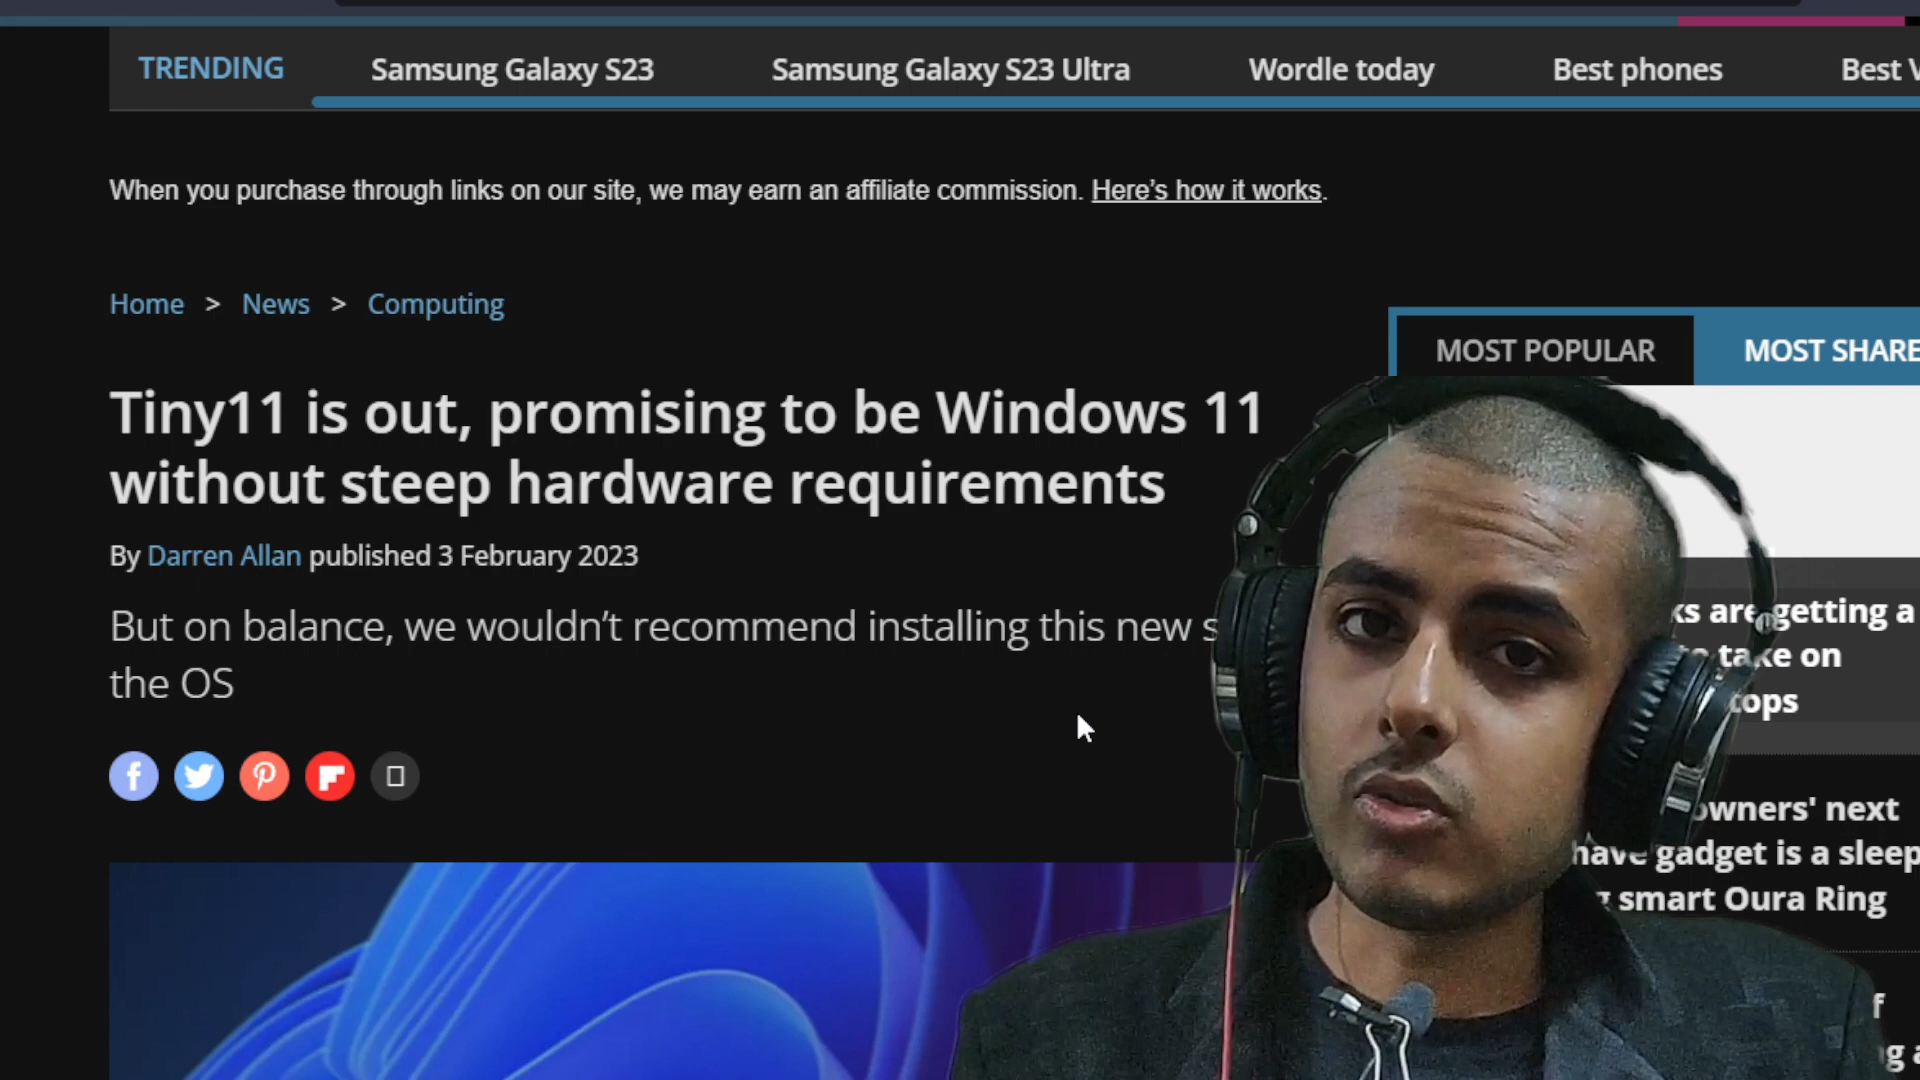 TRENDING Samsung Galaxy S23 Samsung Galaxy S23 Ultra Wordle today Best phones Best
When you purchase through links on our site, we may earn an affiliate commission. Here's how it works.
Home > News > Computing
MOST POPULAR MOST SHARE
Tiny11 is out, promising to be Windows 11
without steep hardware requirements
By Darren Allan published 3 February 2023
But on balance, we wouldn't recommend installing this new s
the OS
are getting a
take on
owners' next
have gadget is a sleep
smart Oura Ring